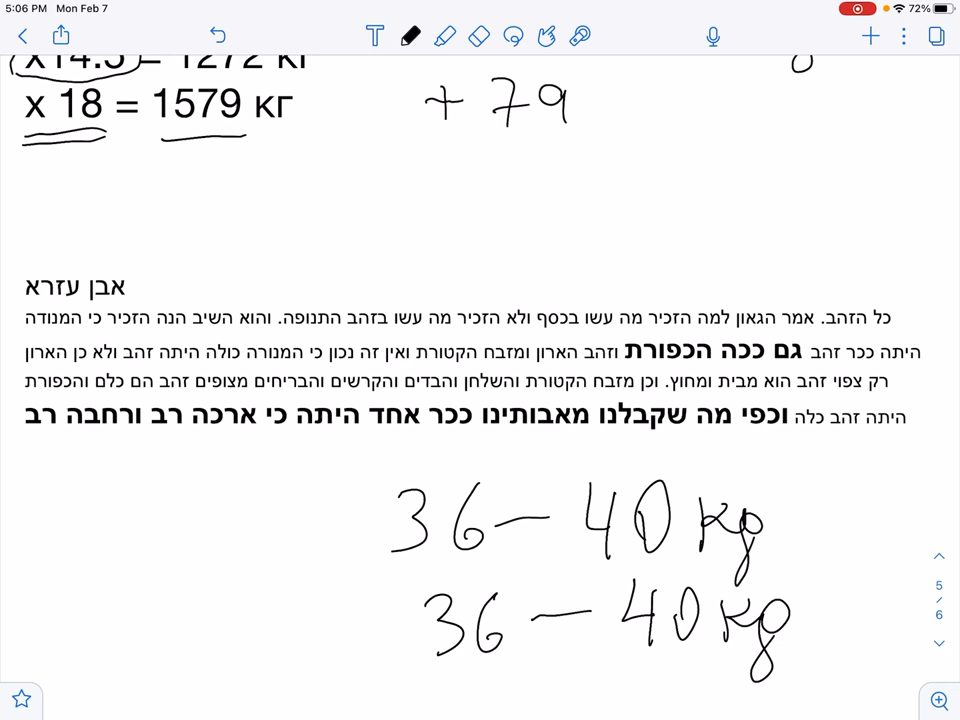 5:06 PM Mon Feb 7
72%
x14.5 = 1272 кг
x 18 = 1579 кг
+ 79
אבן עזרא
כל הזהב. אמר הגאון למה הזכיר מה עשו בכסף ולא הזכיר מה עשו בזהב התנופה. והוא השיב הנה הזכיר כי המנודה
היתה ככר זהב גם ככה הכפורת וזהב הארון ומזבח הקטורת ואין זה נכון כי המנורה כולה היתה זהב ולא כן הארון
רק צפוי זהב הוא מבית ומחוץ. וכן מזבח הקטורת והשלחן והבדים והקרשים והבריחים מצופים זהב הם כלם והכפורת
היתה זהב כלה וכפי מה שקבלנו מאבותינו ככר אחד היתה כי ארכה רב ורחבה רב
36 — 40 kg
36 — 40 kg
5
/
6